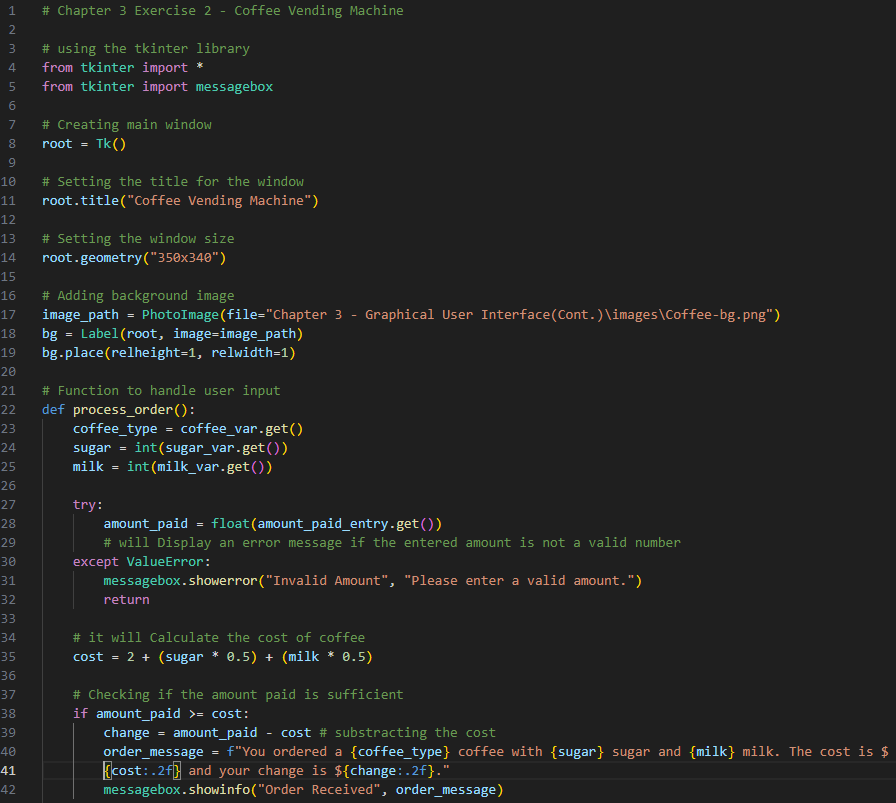 1 # Chapter 3 Exercise 2 - Coffee Vending Machine
2
3 # using the tkinter library
4 from tkinter import *
5 from tkinter import messagebox
6
7 # Creating main window
8 root = Tk()
9
10 # Setting the title for the window
11 root.title("Coffee Vending Machine")
12
13 # Setting the window size
14 root.geometry("350x340")
15
16 # Adding background image
17 image_path = PhotoImage(file="Chapter 3 - Graphical User Interface(Cont.)\images\Coffee-bg.png")
18 bg = Label(root, image=image_path)
19 bg.place(relheight=1, relwidth=1)
20
21 # Function to handle user input
22 def process_order():
23     coffee_type = coffee_var.get()
24     sugar = int(sugar_var.get())
25     milk = int(milk_var.get())
26
27     try:
28         amount_paid = float(amount_paid_entry.get())
29         # will Display an error message if the entered amount is not a valid number
30     except ValueError:
31         messagebox.showerror("Invalid Amount", "Please enter a valid amount.")
32         return
33
34     # it will Calculate the cost of coffee
35     cost = 2 + (sugar * 0.5) + (milk * 0.5)
36
37     # Checking if the amount paid is sufficient
38     if amount_paid >= cost:
39         change = amount_paid - cost # substracting the cost
40         order_message = f"You ordered a {coffee_type} coffee with {sugar} sugar and {milk} milk. The cost is $
41         {cost:.2f} and your change is ${change:.2f}."
42         messagebox.showinfo("Order Received", order_message)